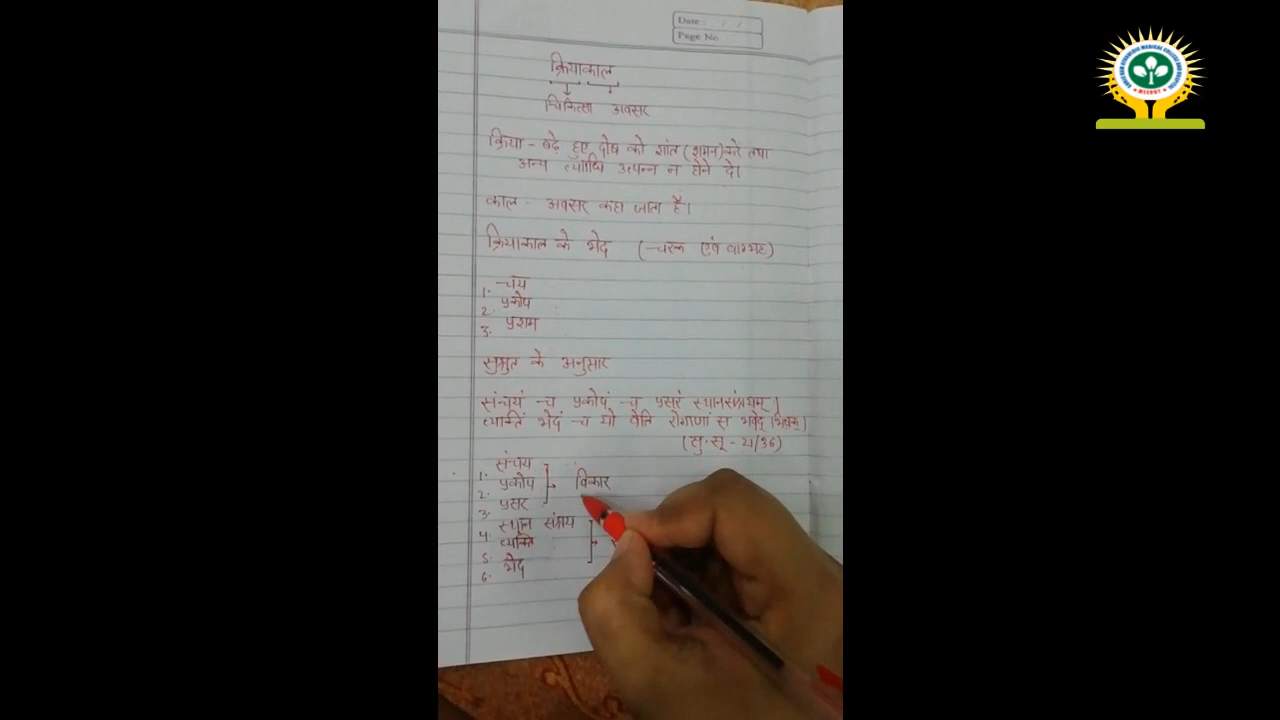 Date : / /
Page No
क्रियाकाल
चिकित्सा अवसर
क्रिया - बढ़े हुए दोष को शांत (शमन) करे तथा
अन्य व्याधि उत्पन्न न होने दे।
काल - अवसर कहा जाता है।
क्रियाकाल के भेद (चरक एवं वाग्भट)
1. चय
2. प्रकोप
3. प्रशम
सुश्रुत के अनुसार
संचयं च प्रकोपं च प्रसरं स्थानसंश्रयम् ।
व्यक्तिं भेदं च यो वेत्ति रोगाणां स भवेद् भिषक् ।
(सु.सू - 21/36)
1. संचय
2. प्रकोप → विकार
3. प्रसर
4. स्थान संश्रय
5. व्यक्ति
6. भेद